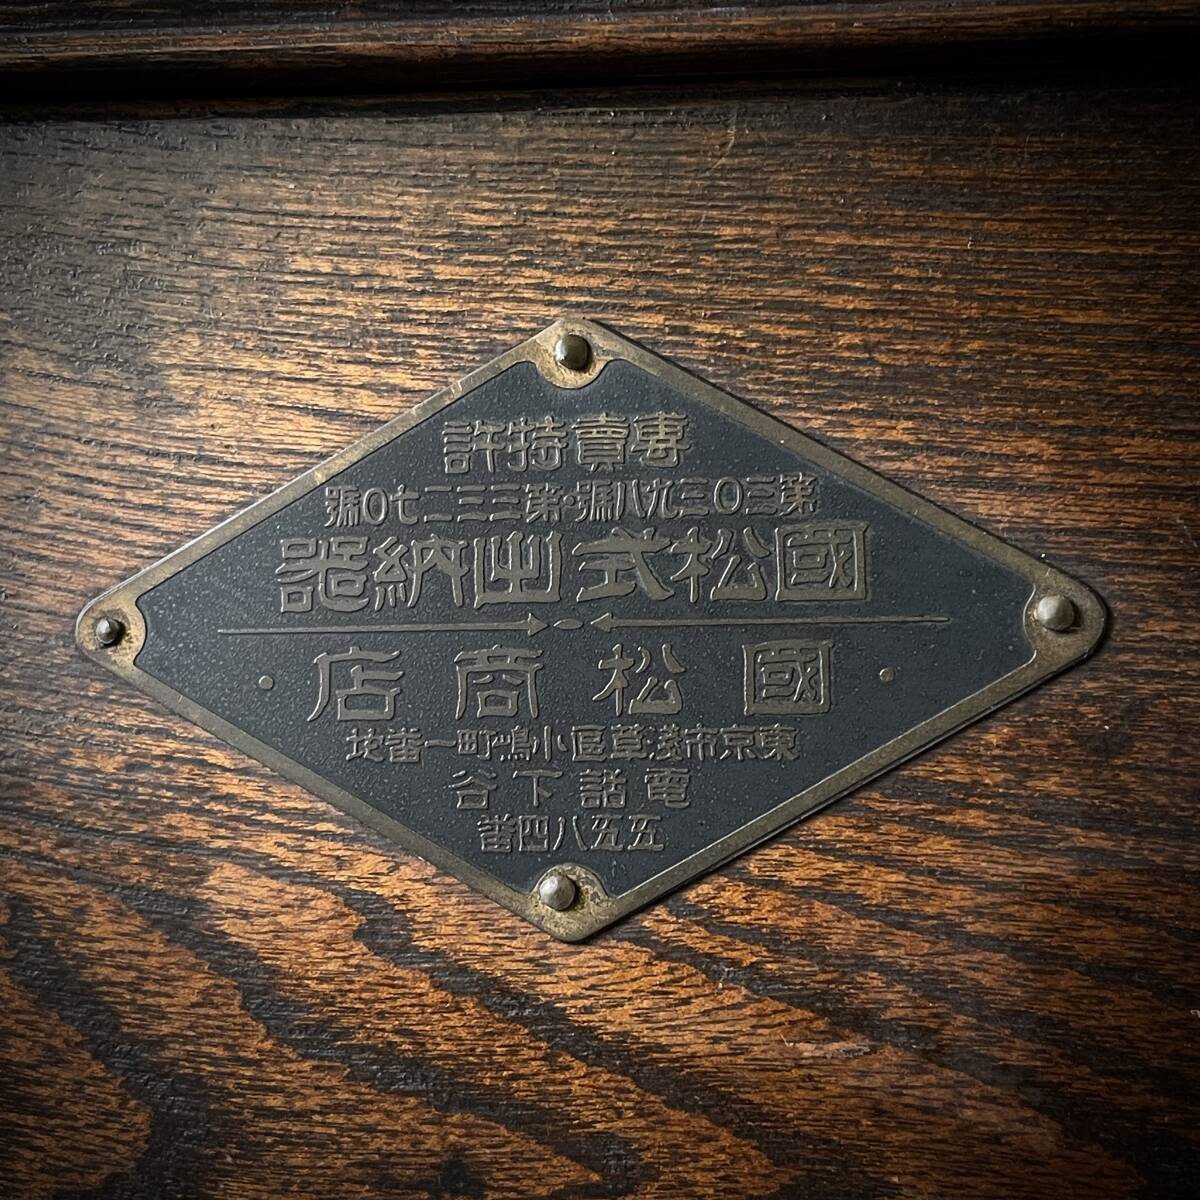 專賣特許
第三〇三九八號・第三三二七〇號
國松式出納器
國松商店
東京市淺草區小島町一番地
電話下谷
五五八四番